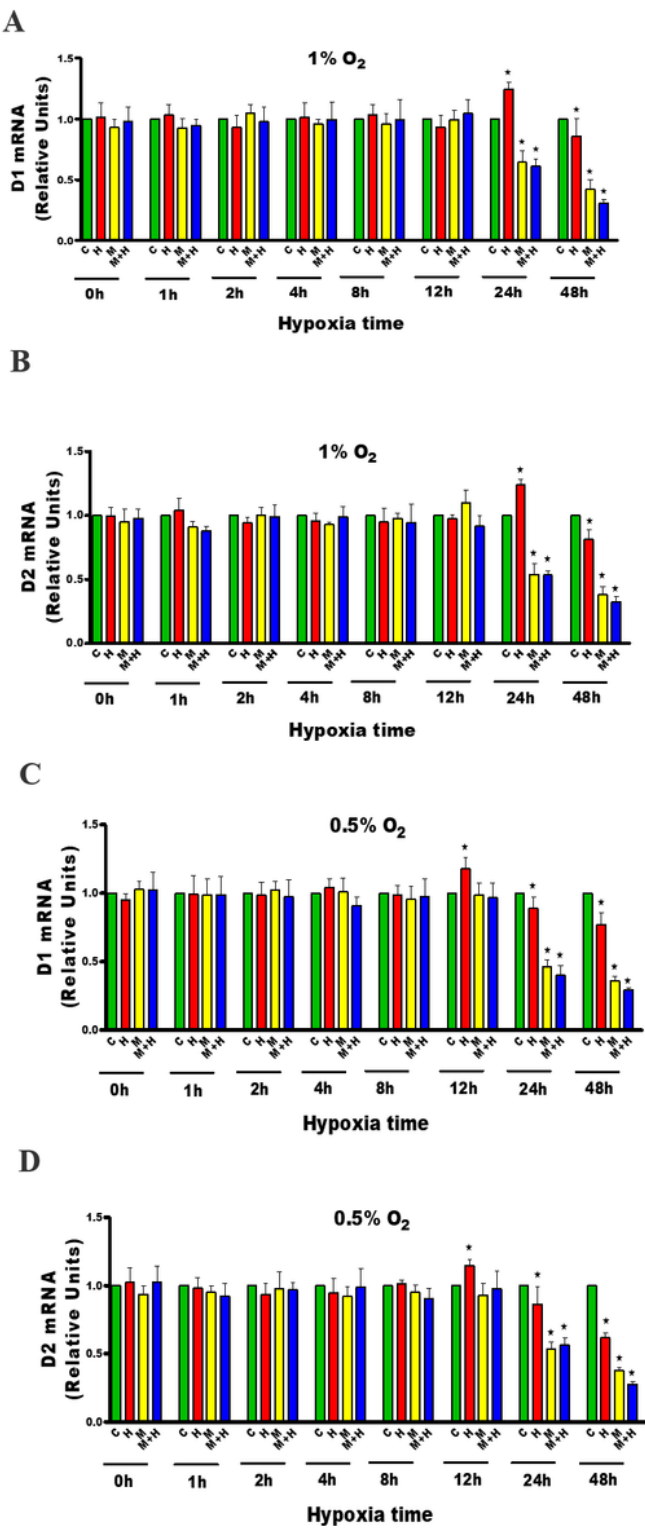 A
1% O2
D1 mRNA
(Relative Units)
1.5
1.0
0.5
0.0
C H M M+H C H M M+H C H M M+H C H M M+H C H M M+H C H M M+H C H M M+H C H M M+H
0h 1h 2h 4h 8h 12h 24h 48h
Hypoxia time
B
1% O2
D2 mRNA
(Relative Units)
1.5
1.0
0.5
0.0
C H M M+H C H M M+H C H M M+H C H M M+H C H M M+H C H M M+H C H M M+H C H M M+H
0h 1h 2h 4h 8h 12h 24h 48h
Hypoxia time
C
0.5% O2
D1 mRNA
(Relative Units)
1.5
1.0
0.5
0.0
C H M M+H C H M M+H C H M M+H C H M M+H C H M M+H C H M M+H C H M M+H C H M M+H
0h 1h 2h 4h 8h 12h 24h 48h
Hypoxia time
D
0.5% O2
D2 mRNA
(Relative Units)
1.5
1.0
0.5
0.0
C H M M+H C H M M+H C H M M+H C H M M+H C H M M+H C H M M+H C H M M+H C H M M+H
0h 1h 2h 4h 8h 12h 24h 48h
Hypoxia time